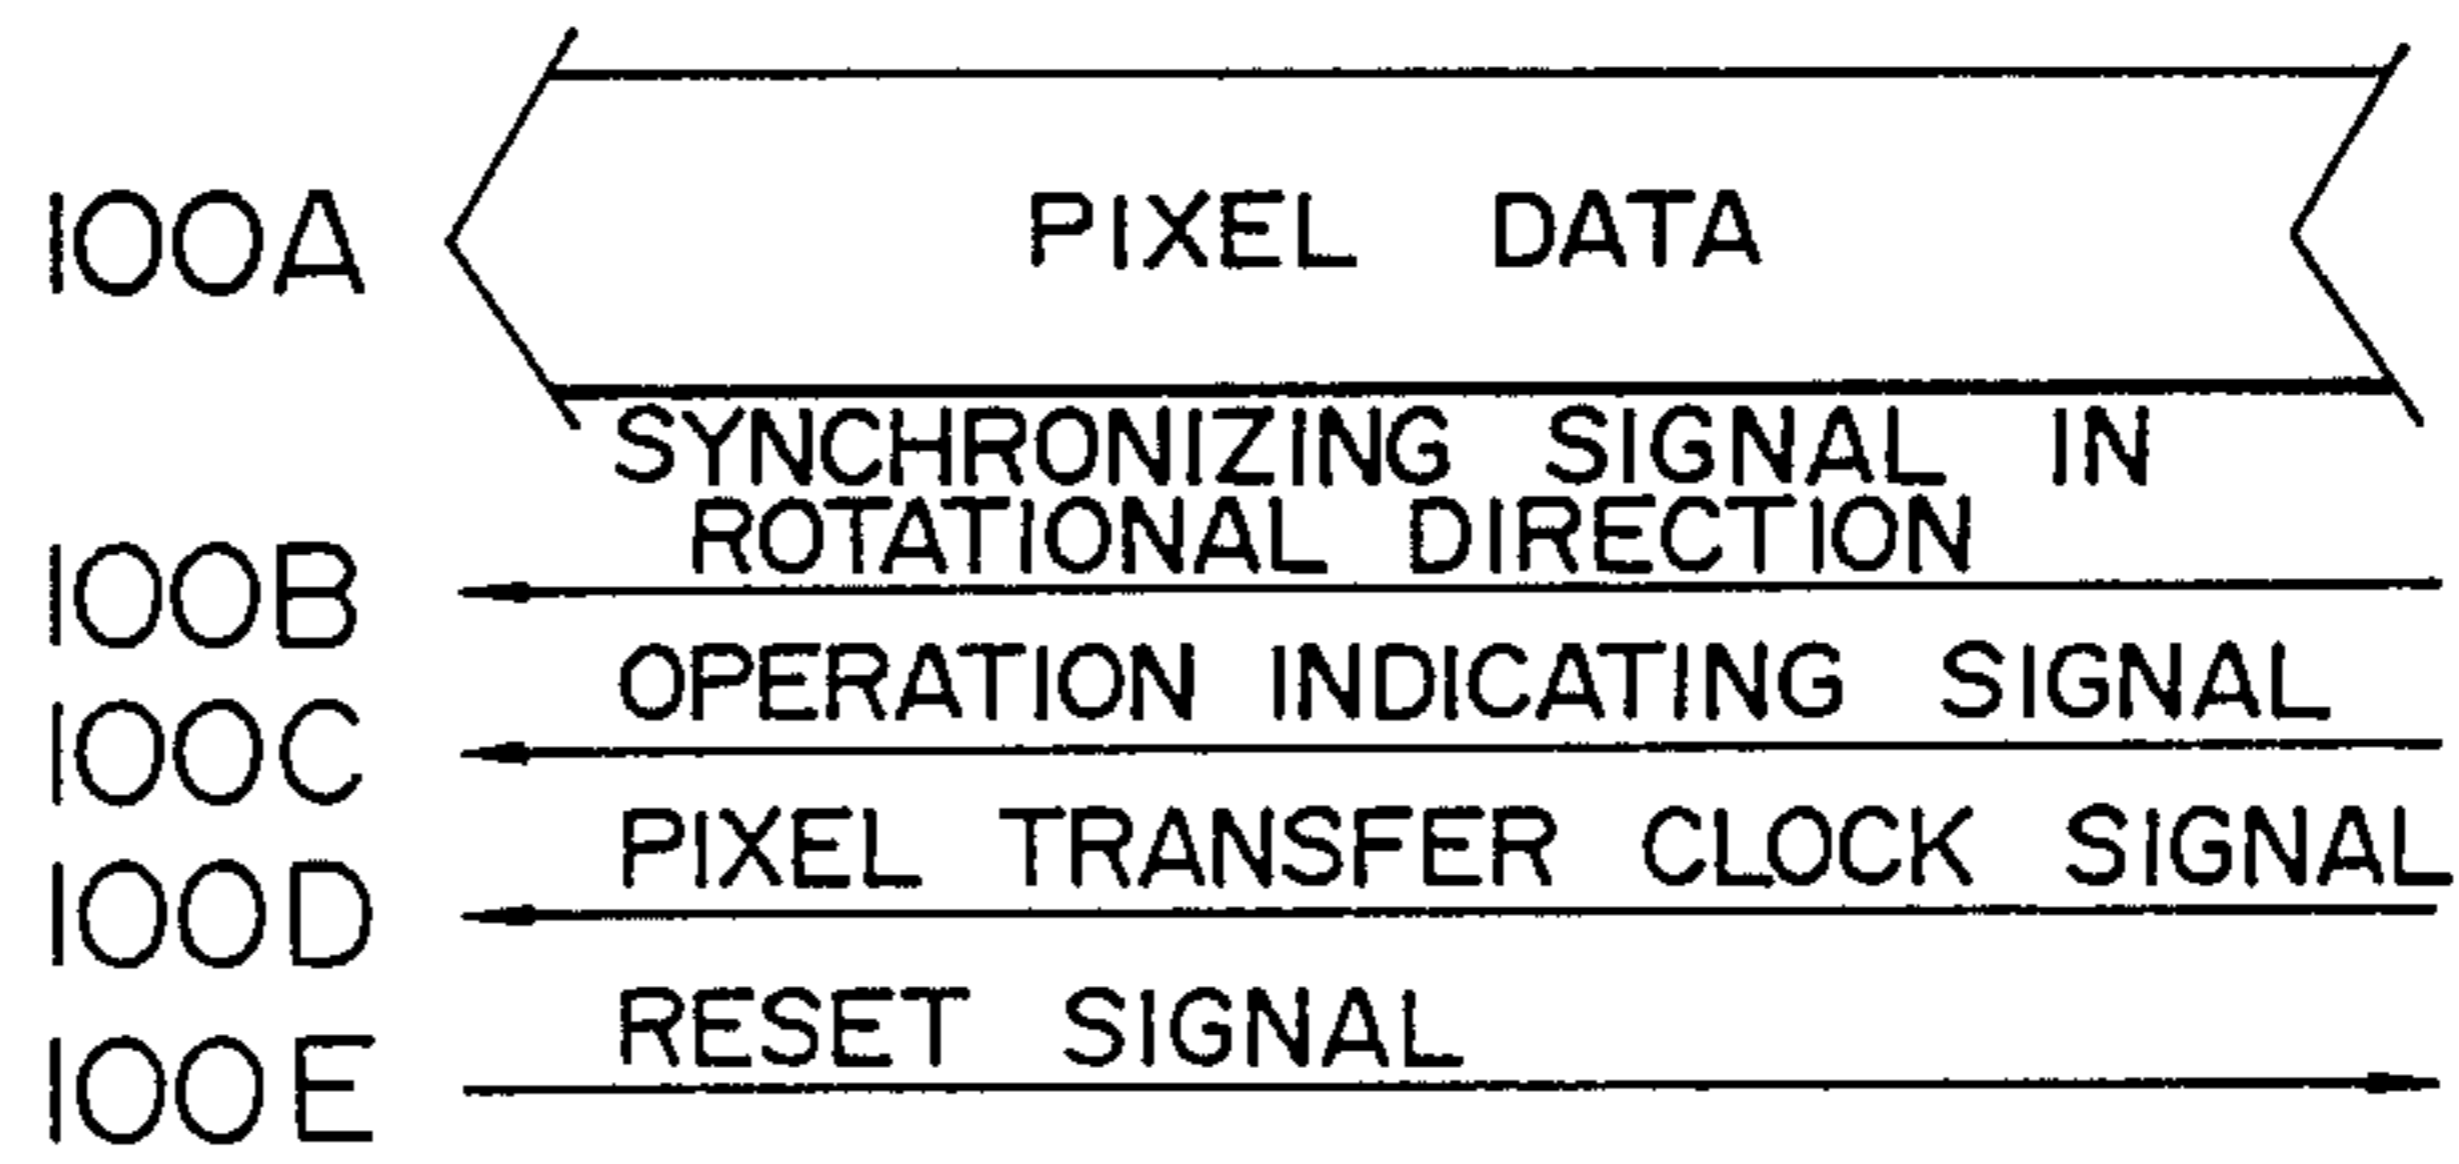 100A PIXEL DATA
SYNCHRONIZING SIGNAL IN
ROTATIONAL DIRECTION
100B
OPERATION INDICATING SIGNAL
100C
PIXEL TRANSFER CLOCK SIGNAL
100D
RESET SIGNAL
100E